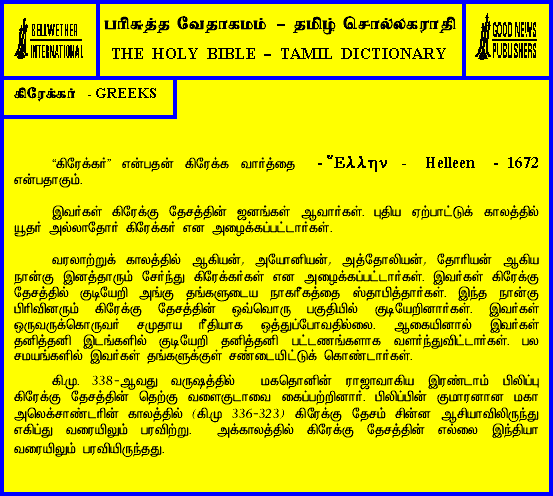 BELLWETHER
INTERNATIONAL
பரிசுத்த வேதாகமம் – தமிழ் சொல்லகராதி
THE HOLY BIBLE – TAMIL DICTIONARY
GOOD NEWS
PUBLISHERS
கிரேக்கர் - GREEKS
“கிரேக்கர்” என்பதன் கிரேக்க வார்த்தை - Ἕλλην - Helleen - 1672
என்பதாகும்.
இவர்கள் கிரேக்கு தேசத்தின் ஜனங்கள் ஆவார்கள். புதிய ஏற்பாட்டுக் காலத்தில்
யூதர் அல்லாதோர் கிரேக்கர் என அழைக்கப்பட்டார்கள்.
வரலாற்றுக் காலத்தில் ஆகியன், அயோனியன், அத்தோலியன், தோரியன் ஆகிய
நான்கு இனத்தாரும் சேர்ந்து கிரேக்கர்கள் என அழைக்கப்பட்டார்கள். இவர்கள் கிரேக்கு
தேசத்தில் குடியேறி அங்கு தங்களுடைய நாகரீகத்தை ஸ்தாபித்தார்கள். இந்த நான்கு
பிரிவினரும் கிரேக்கு தேசத்தின் ஒவ்வொரு பகுதியில் குடியேறினார்கள். இவர்கள்
ஒருவருக்கொருவர் சமுதாய ரீதியாக ஒத்துப்போவதில்லை. ஆகையினால் இவர்கள்
தனித்தனி இடங்களில் குடியேறி தனித்தனி பட்டணங்களாக வளர்ந்துவிட்டார்கள். பல
சமயங்களில் இவர்கள் தங்களுக்குள் சண்டையிட்டுக் கொண்டார்கள்.
கி.மு. 338-ஆவது வருஷத்தில் மகதொனின் ராஜாவாகிய இரண்டாம் பிலிப்பு
கிரேக்கு தேசத்தின் தெற்கு வளைகுடாவை கைப்பற்றினார். பிலிப்பின் குமாரனான மகா
அலெக்சாண்டரின் காலத்தில் (கி.மு 336-323) கிரேக்கு தேசம் சின்ன ஆசியாவிலிருந்து
எகிப்து வரையிலும் பரவிற்று. அக்காலத்தில் கிரேக்கு தேசத்தின் எல்லை இந்தியா
வரையிலும் பரவியிருந்தது.